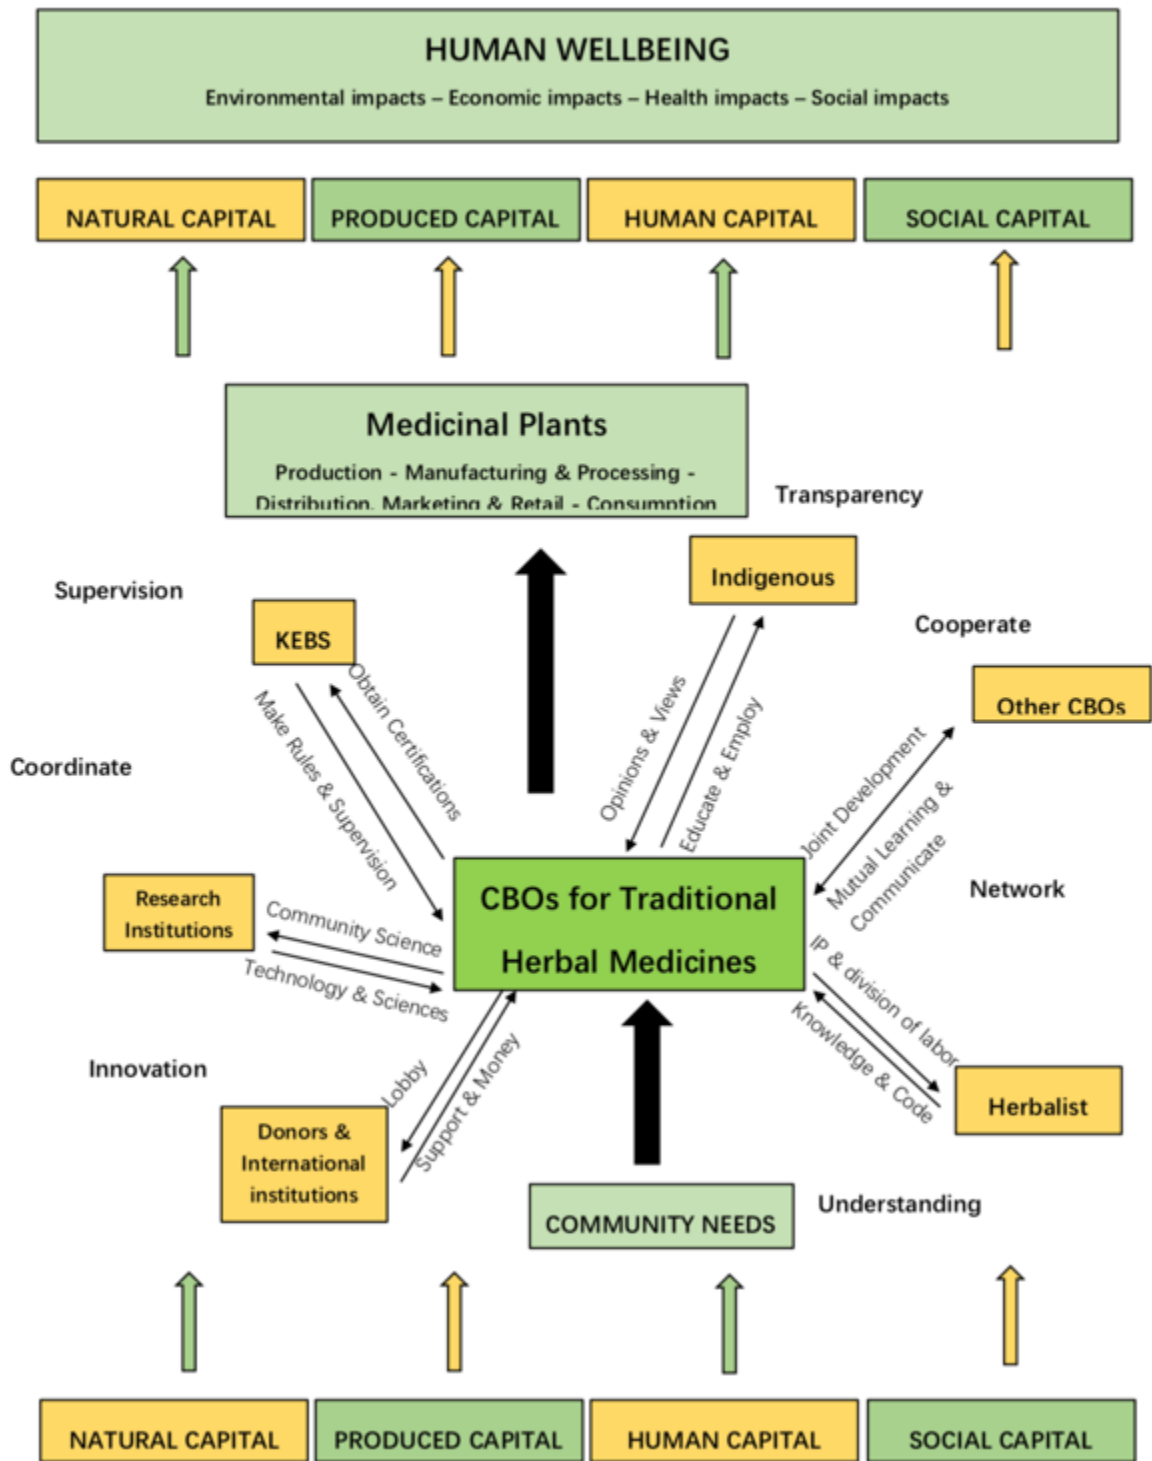 HUMAN WELLBEING
Environmental impacts – Economic impacts – Health impacts – Social impacts
NATURAL CAPITAL
PRODUCED CAPITAL
HUMAN CAPITAL
SOCIAL CAPITAL
Medicinal Plants
Production - Manufacturing & Processing -
Distribution, Marketing & Retail - Consumption
Transparency
Indigenous
Supervision
KEBS
Cooperate
Other CBOs
Obtain Certifications
Make Rules & Supervision
Opinions & Views
Educate & Employ
Joint Development
Mutual Learning &
Communicate
Coordinate
CBOs for Traditional
Herbal Medicines
Network
Research
Institutions
Community Science
Technology & Sciences
IP & division of labor
Knowledge & Code
Innovation
Lobby
Support & Money
Herbalist
Donors &
International
institutions
COMMUNITY NEEDS
Understanding
NATURAL CAPITAL
PRODUCED CAPITAL
HUMAN CAPITAL
SOCIAL CAPITAL